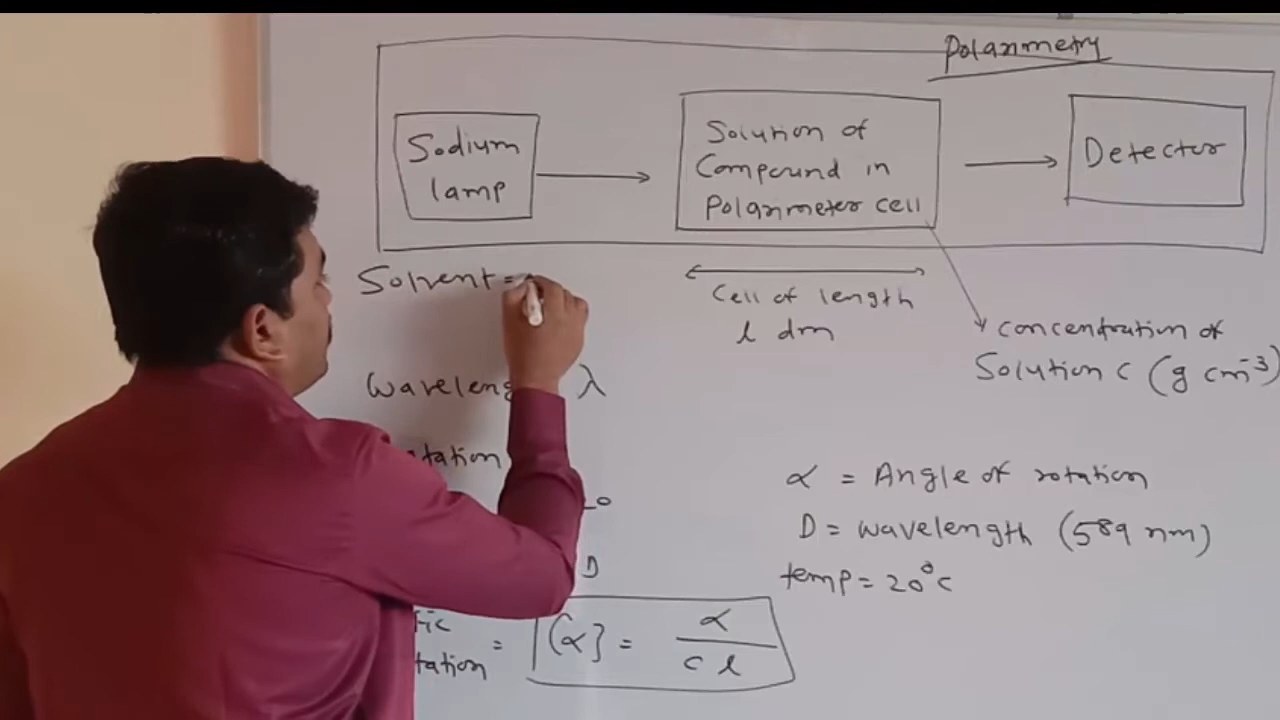 Polarimetry
Sodium
lamp
Solution of
Compound in
Polarimeter cell
Detector
Solvent =
Cell of length
l dm
concentration of
Solution c (g cm⁻³)
λ
α = Angle of rotation
D = wavelength (589 nm)
temp = 20°C
D
= [α] = α
c l